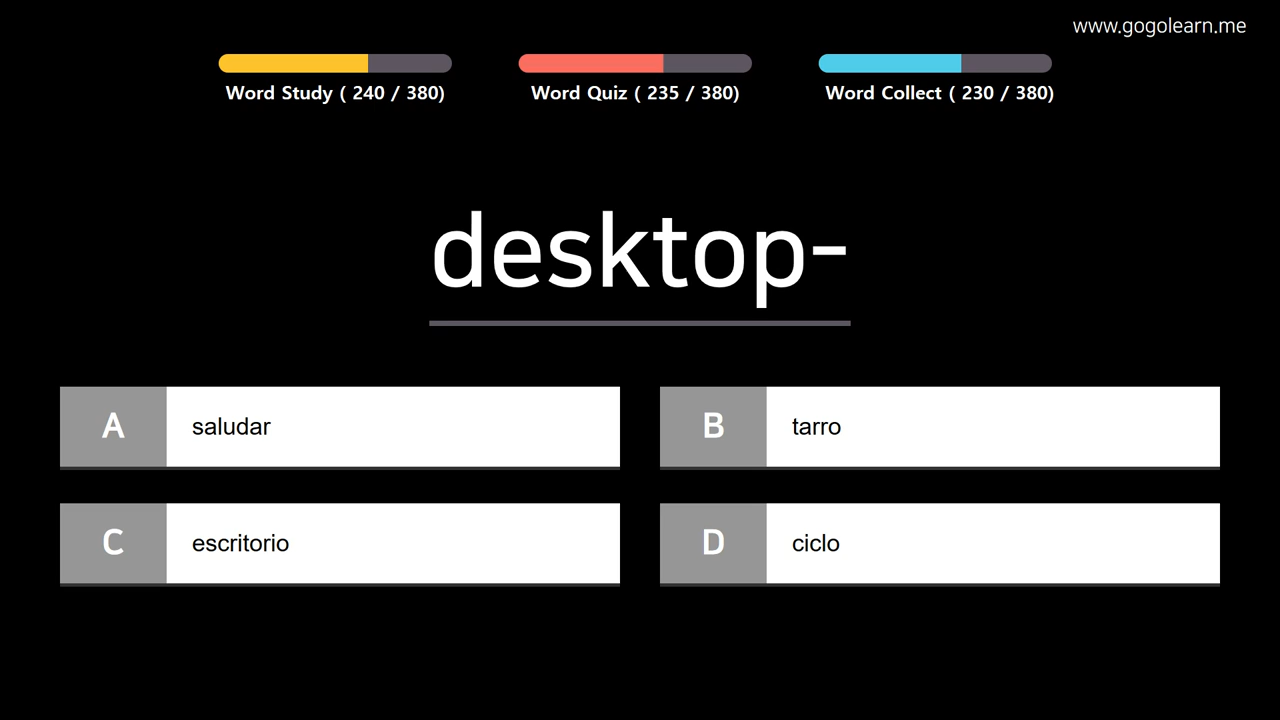 www.gogolearn.me
Word Study ( 240 / 380)
Word Quiz ( 235 / 380)
Word Collect ( 230 / 380)
desktop-
A saludar
B tarro
C escritorio
D ciclo